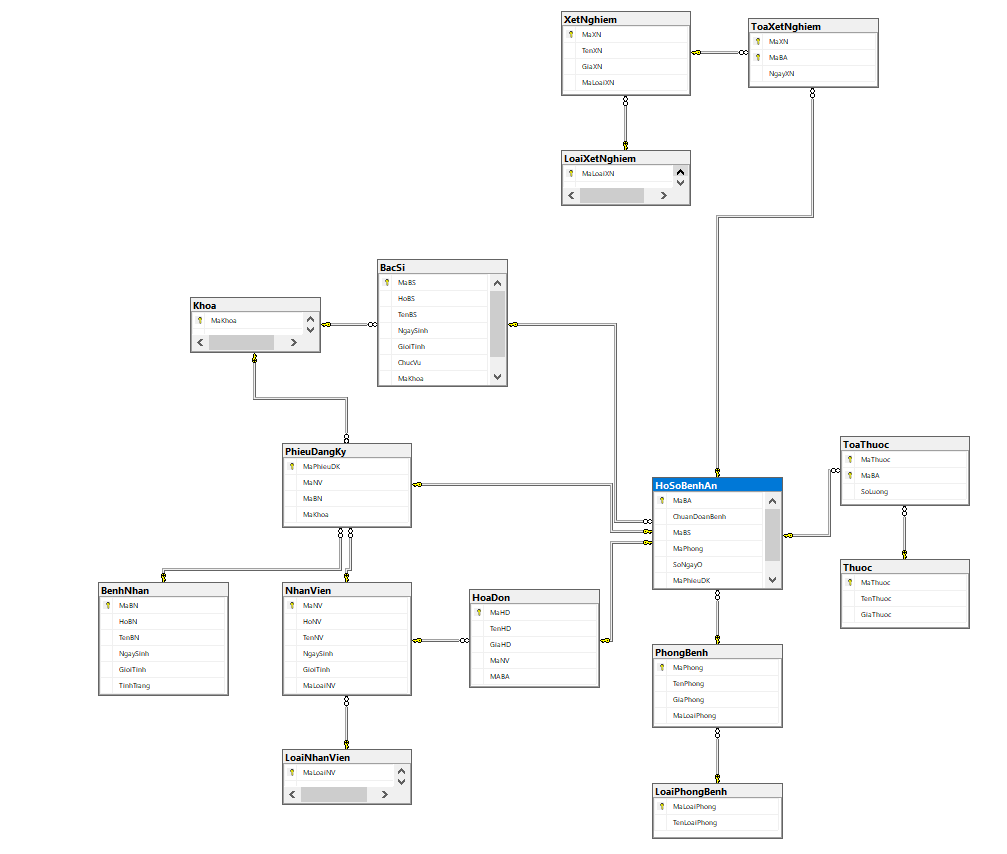 XetNghiem
MaXN
TenXN
GiaXN
MaLoaiXN
ToaXetNghiem
MaXN
MaBA
NgayXN
LoaiXetNghiem
MaLoaiXN
BacSi
MaBS
HoBS
TenBS
NgaySinh
GioiTinh
ChucVu
MaKhoa
Khoa
MaKhoa
PhieuDangKy
MaPhieuDK
MaNV
MaBN
MaKhoa
HoSoBenhAn
MaBA
ChuanDoanBenh
MaBS
MaPhong
SoNgayO
MaPhieuDK
ToaThuoc
MaThuoc
MaBA
SoLuong
Thuoc
MaThuoc
TenThuoc
GiaThuoc
BenhNhan
MaBN
HoBN
TenBN
NgaySinh
GioiTinh
TinhTrang
NhanVien
MaNV
HoNV
TenNV
NgaySinh
GioiTinh
MaLoaiNV
HoaDon
MaHD
TenHD
GiaHD
MaNV
MABA
PhongBenh
MaPhong
TenPhong
GiaPhong
MaLoaiPhong
LoaiNhanVien
MaLoaiNV
LoaiPhongBenh
MaLoaiPhong
TenLoaiPhong